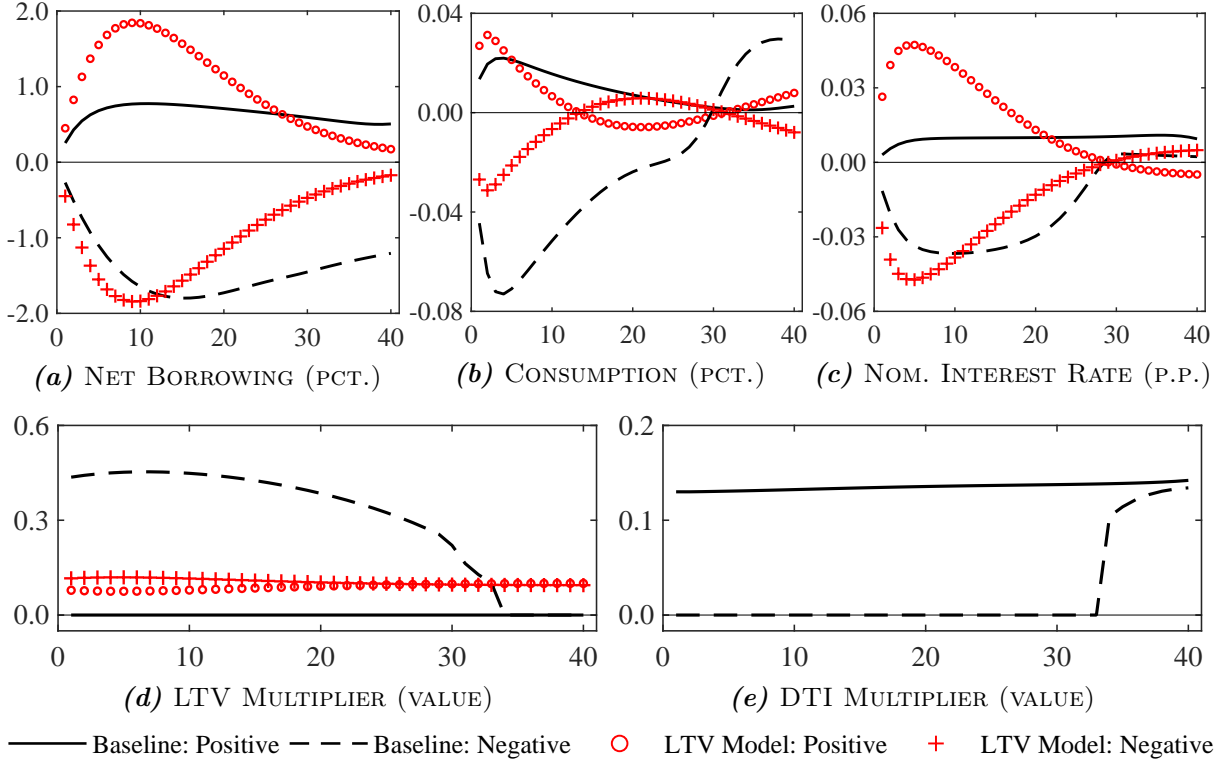 2.0
1.0
0.0
-1.0
-2.0
0 10 20 30 40
(a) NET BORROWING (PCT.)
0.04
0.00
-0.04
-0.08
0 10 20 30 40
(b) CONSUMPTION (PCT.)
0.06
0.03
0.00
-0.03
-0.06
0 10 20 30 40
(c) NOM. INTEREST RATE (P.P.)
0.6
0.3
0.0
0 10 20 30 40
(d) LTV MULTIPLIER (VALUE)
0.2
0.1
0.0
0 10 20 30 40
(e) DTI MULTIPLIER (VALUE)
Baseline: Positive Baseline: Negative LTV Model: Positive LTV Model: Negative